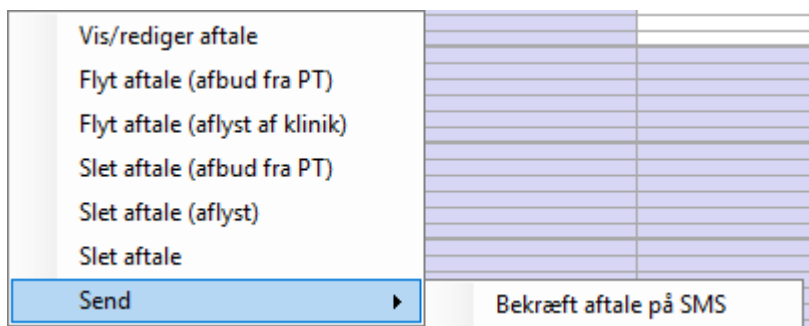 Vis/rediger aftale
Flyt aftale (afbud fra PT)
Flyt aftale (aflyst af klinik)
Slet aftale (afbud fra PT)
Slet aftale (aflyst)
Slet aftale
Send
Bekræft aftale på SMS